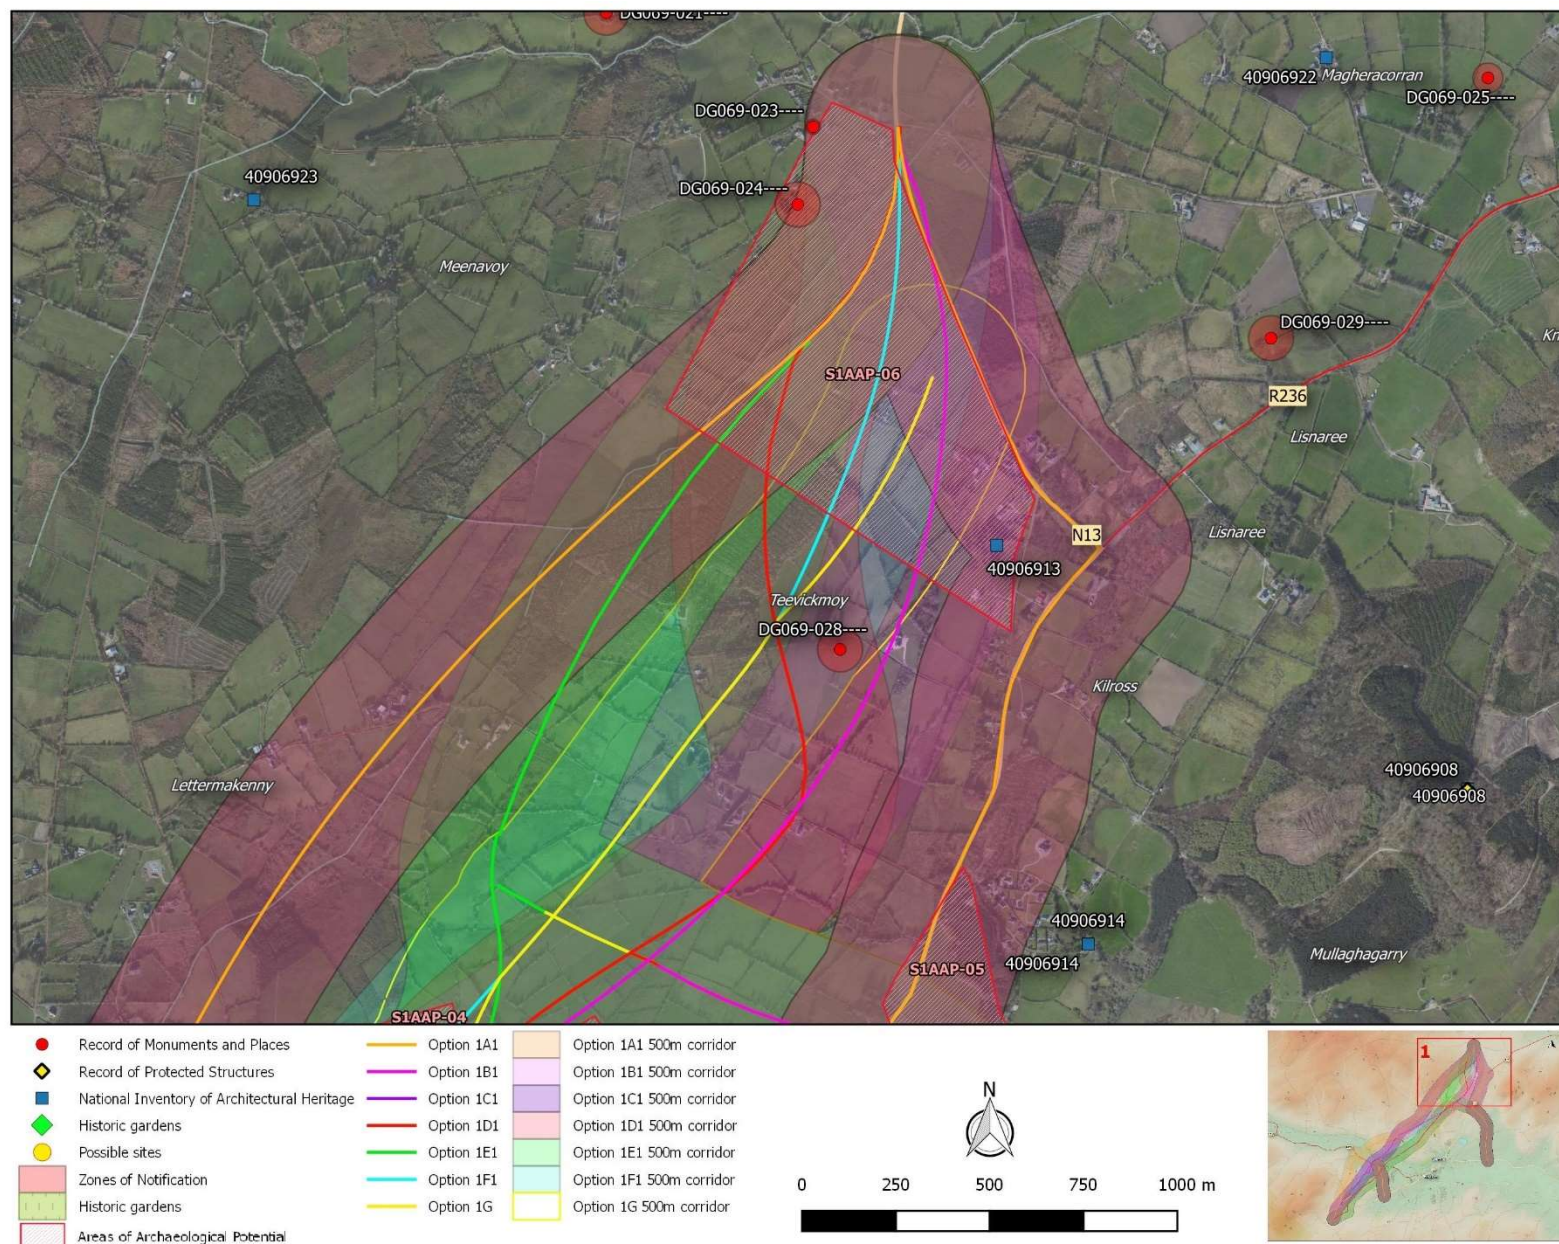 DG069-021----
40906922
Magheracorran
DG069-025----
DG069-023----
40906923
DG069-024----
Meenavoy
DG069-029----
R236
S1AAP-06
Lisnaree
N13
Lisnaree
40906913
Teevickmoy
DG069-028----
Kilross
Lettermakenny
40906908
40906908
40906914
Mullaghagarry
40906914
S1AAP-05
S1AAP-04
Record of Monuments and Places
Record of Protected Structures
National Inventory of Architectural Heritage
Historic gardens
Possible sites
Zones of Notification
Historic gardens
Areas of Archaeological Potential
Option 1A1
Option 1B1
Option 1C1
Option 1D1
Option 1E1
Option 1F1
Option 1G
Option 1A1 500m corridor
Option 1B1 500m corridor
Option 1C1 500m corridor
Option 1D1 500m corridor
Option 1E1 500m corridor
Option 1F1 500m corridor
Option 1G 500m corridor
N
0 250 500 750 1000 m
1